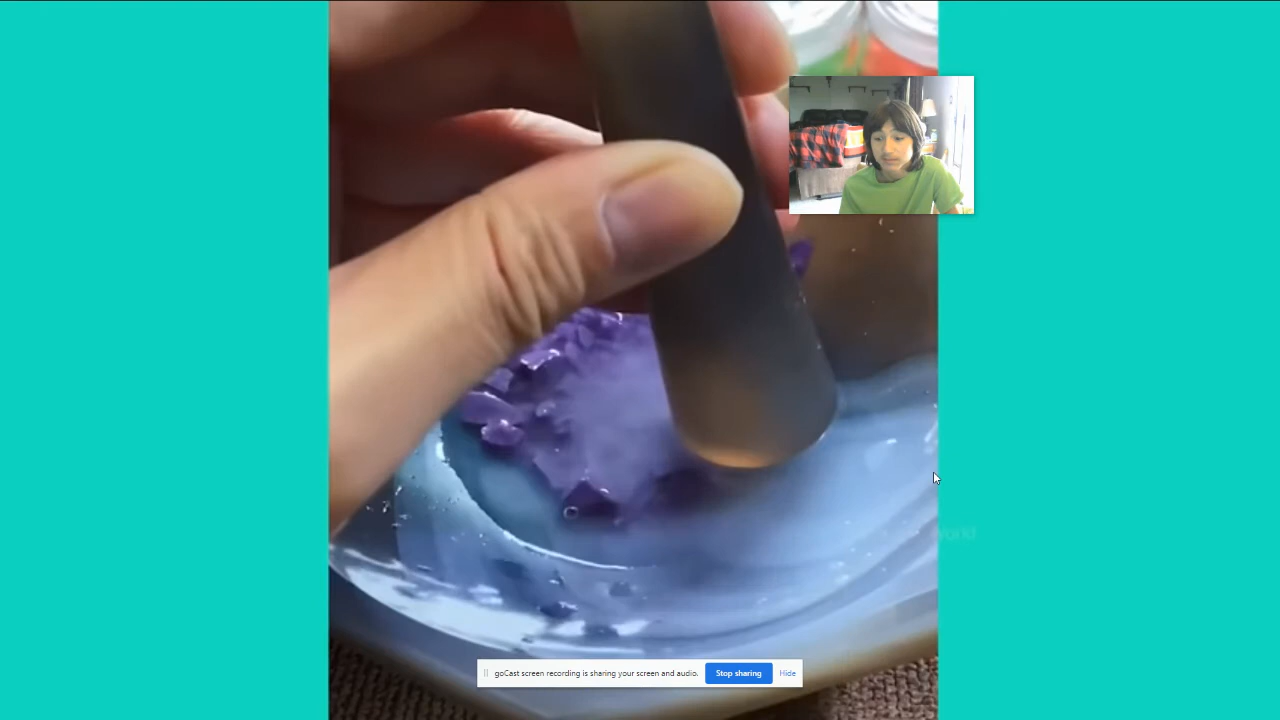 goCast screen recording is sharing your screen and audio.
Stop sharing
Hide